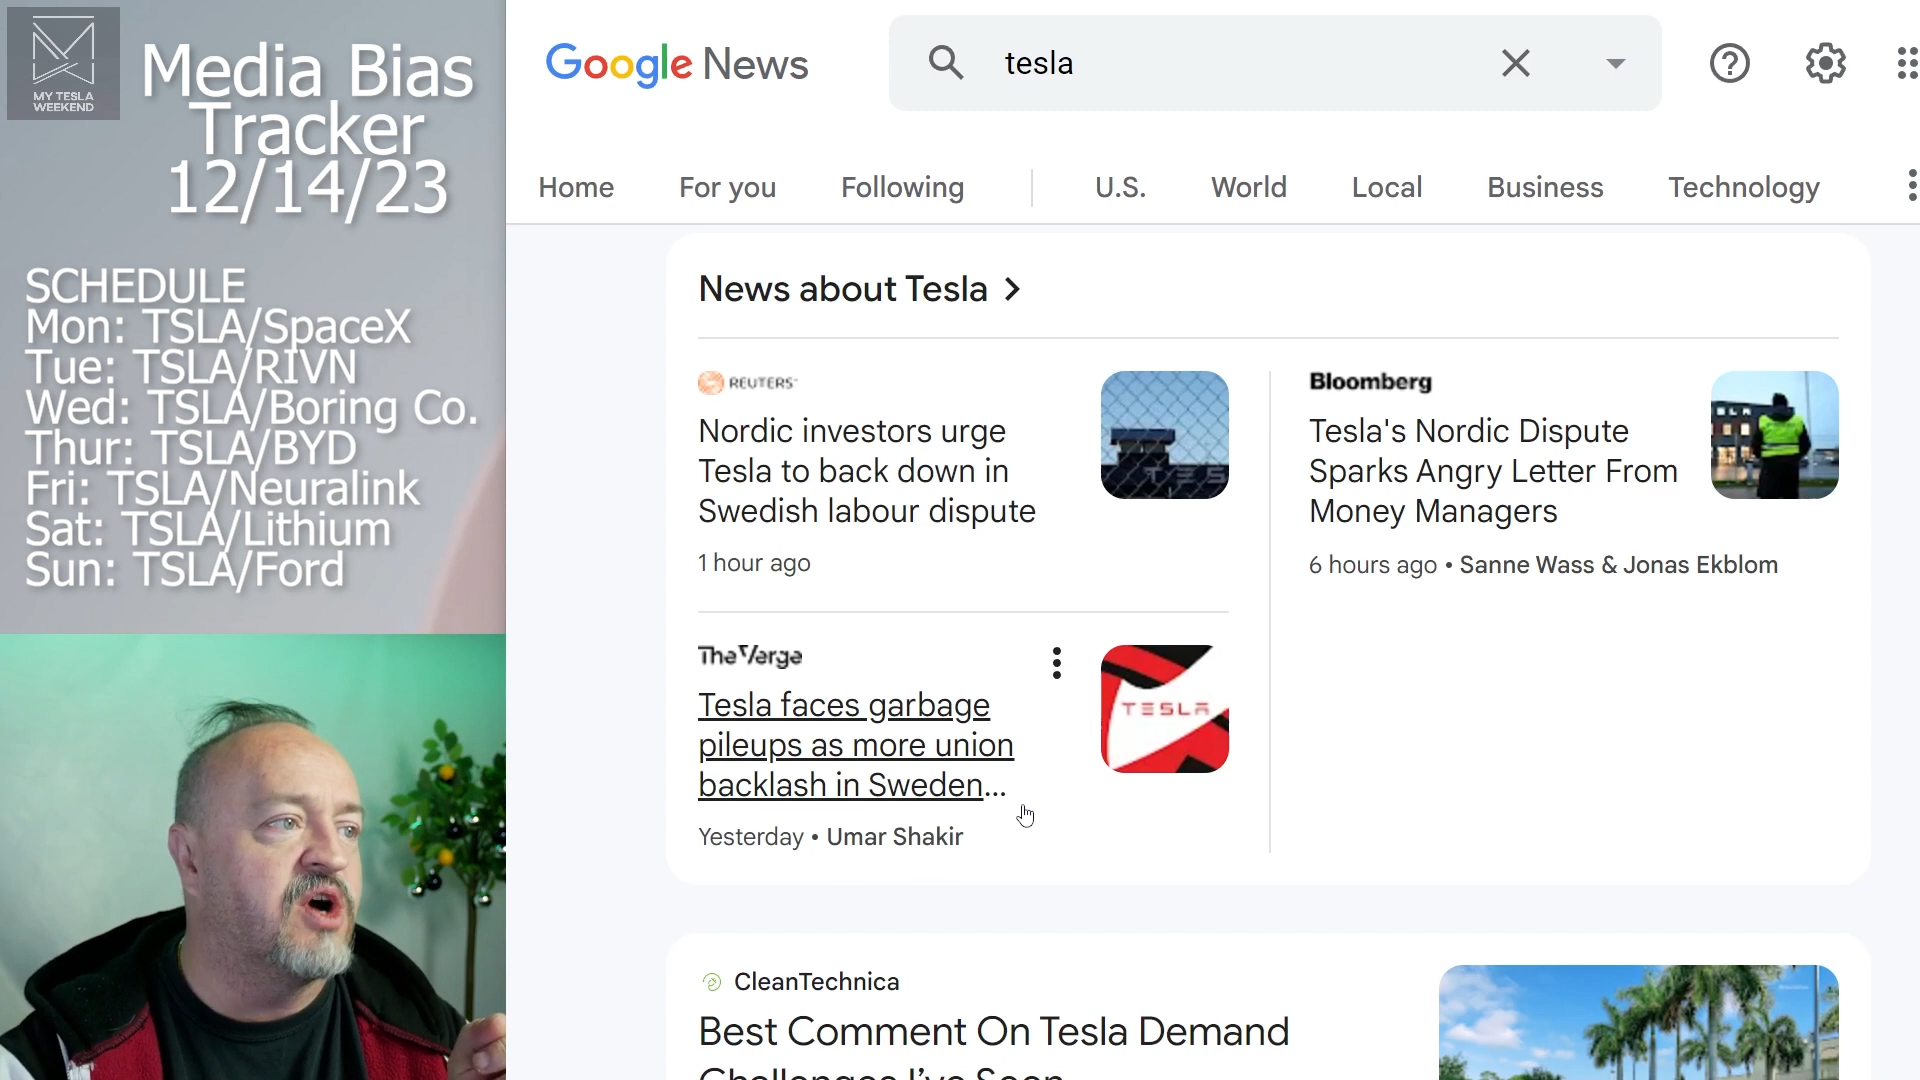 MY TESLA
WEEKEND
Media Bias
Tracker
12/14/23
SCHEDULE
Mon: TSLA/SpaceX
Tue: TSLA/RIVN
Wed: TSLA/Boring Co.
Thur: TSLA/BYD
Fri: TSLA/Neuralink
Sat: TSLA/Lithium
Sun: TSLA/Ford
Google News
tesla
Home For you Following U.S. World Local Business Technology
News about Tesla
REUTERS
Nordic investors urge
Tesla to back down in
Swedish labour dispute
1 hour ago
Bloomberg
Tesla's Nordic Dispute
Sparks Angry Letter From
Money Managers
6 hours ago • Sanne Wass & Jonas Ekblom
The Verge
Tesla faces garbage
pileups as more union
backlash in Sweden...
Yesterday • Umar Shakir
TESLA
CleanTechnica
Best Comment On Tesla Demand
Challenges I've Seen